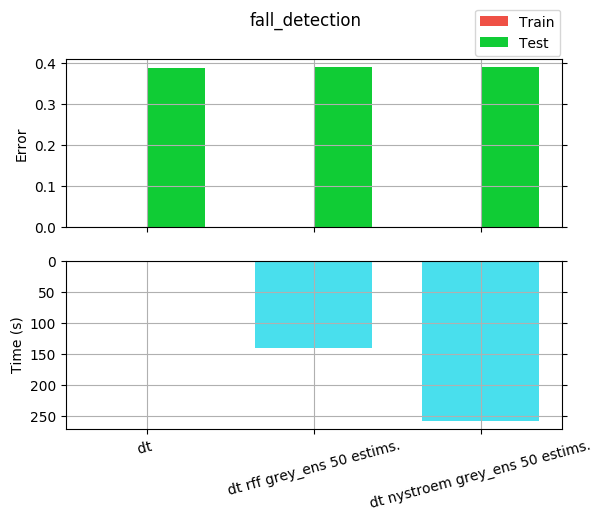 fall_detection
Train
Test
0.4
0.3
0.2
0.1
0.0
Error
0
50
100
150
200
250
Time (s)
dt
dt rff grey_ens 50 estims.
dt nystroem grey_ens 50 estims.